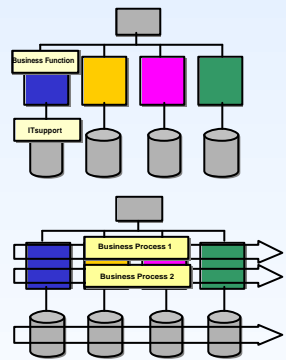 Business Function
ITsupport
Business Process 1
Business Process 2